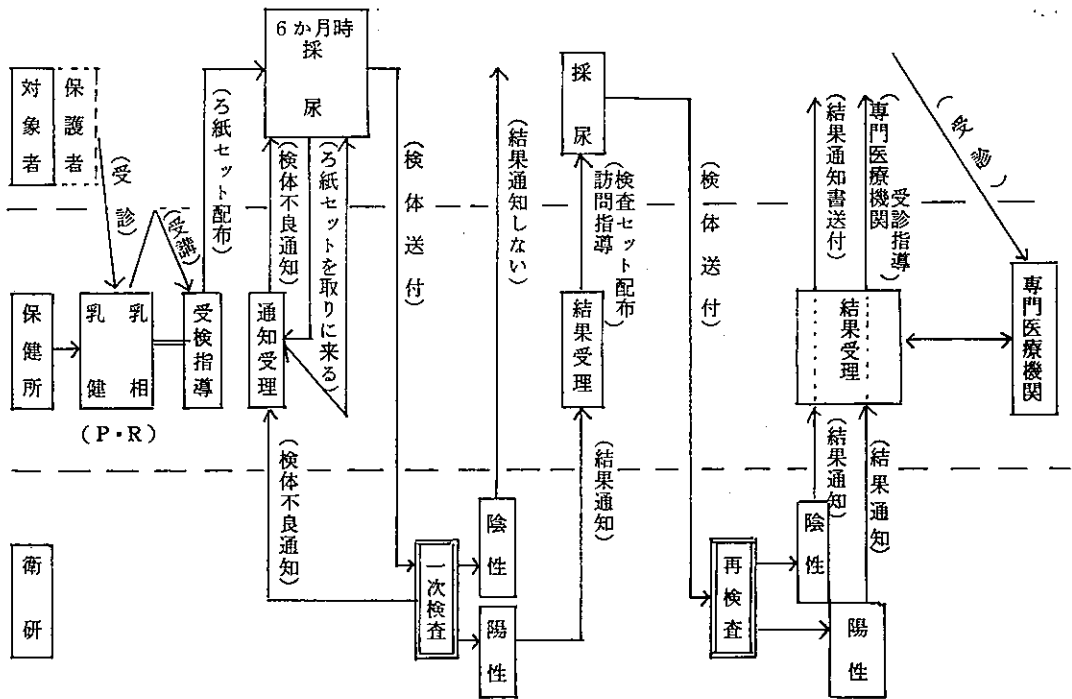 対象者
保護者
(受診)
(受講)
(ろ紙セット配布)
6か月時
採尿
(検体不良通知)
(ろ紙セットを取りに来る)
(検体送付)
(結果通知しない)
採尿
(検査セット配布)
訪問指導
(検体送付)
(結果通知書送付)
(専門医療機関
受診指導)
(受診)
保健所
乳健
乳相
(P・R)
受検指導
通知受理
結果受理
結果受理
専門医療機関
(検体不良通知)
(結果通知)
(結果通知)
(結果通知)
衛研
一次検査
陰性
陽性
再検査
陰性
陽性